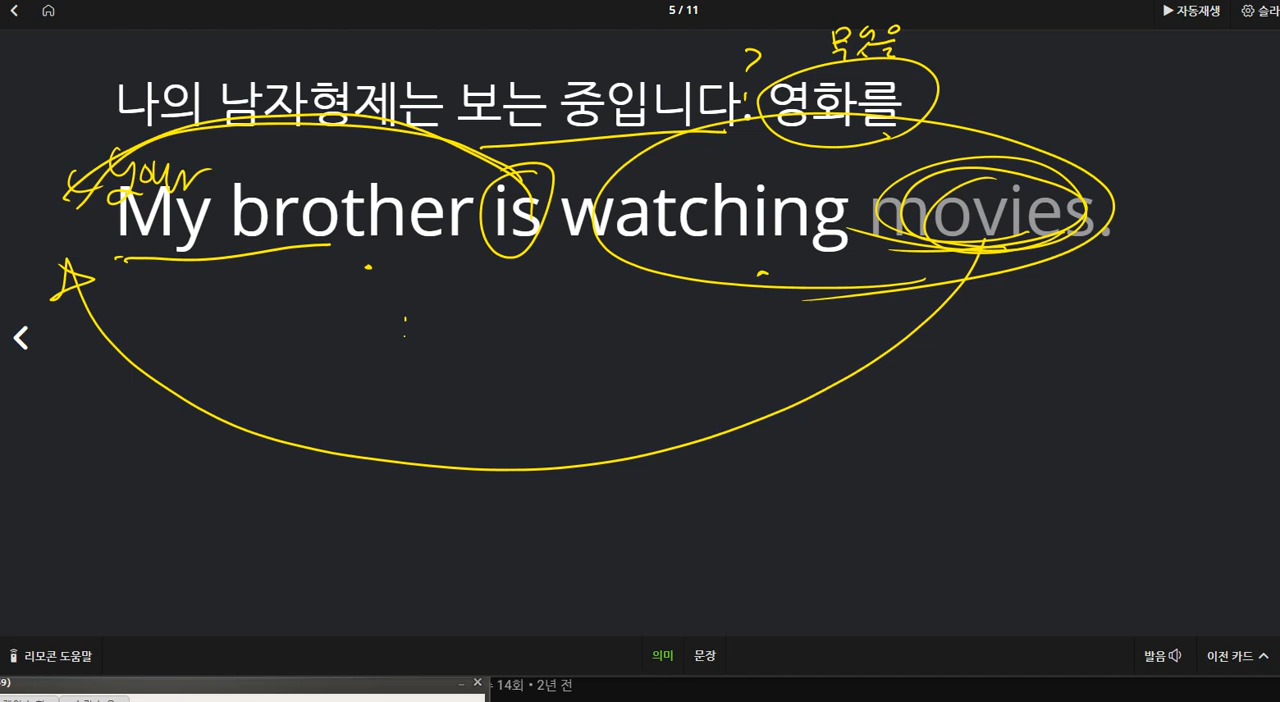 5 / 11
▶ 자동재생
슬라
무엇을
?
나의 남자형제는 보는 중입니다. 영화를
your
My brother is watching movies.
리모콘 도움말
의미
문장
발음
이전 카드
14회 • 2년 전